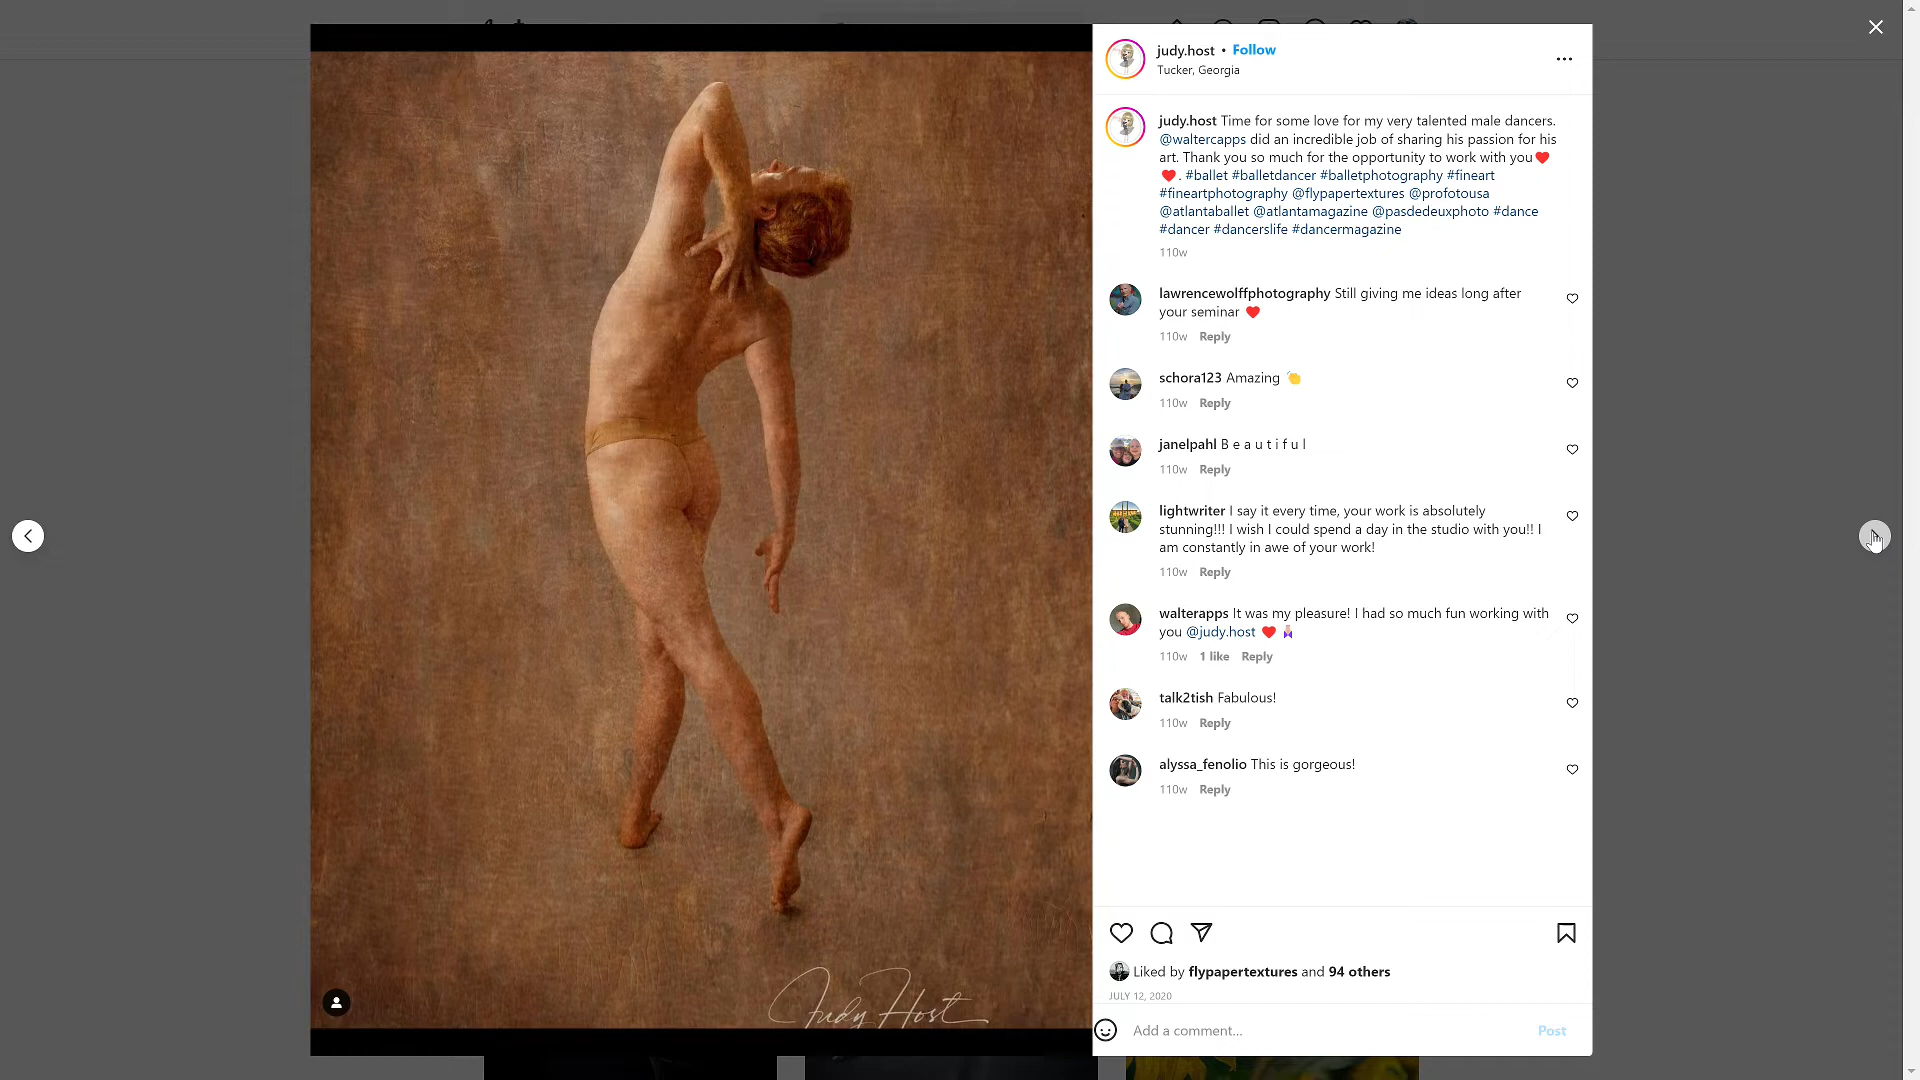 judy.host • Follow
Tucker, Georgia
judy.host Time for some love for my very talented male dancers.
@waltercapps did an incredible job of sharing his passion for his
art. Thank you so much for the opportunity to work with you❤️
❤️. #ballet #balletdancer #balletphotography #fineart
#fineartphotography @flypapertextures @profotousa
@atlantaballet @atlantamagazine @pasdedeuxphoto #dance
#dancer #dancerslife #dancermagazine
110w
lawrencewolffphotography Still giving me ideas long after
your seminar ❤️
110w Reply
schora123 Amazing 👏
110w Reply
janelpahl B e a u t i f u l
110w Reply
lightwriter I say it every time, your work is absolutely
stunning!!! I wish I could spend a day in the studio with you!! I
am constantly in awe of your work!
110w Reply
walterapps It was my pleasure! I had so much fun working with
you @judy.host ❤️
110w 1 like Reply
talk2tish Fabulous!
110w Reply
alyssa_fenolio This is gorgeous!
110w Reply
Liked by flypapertextures and 94 others
JULY 12, 2020
Add a comment...
Post
Judy Host